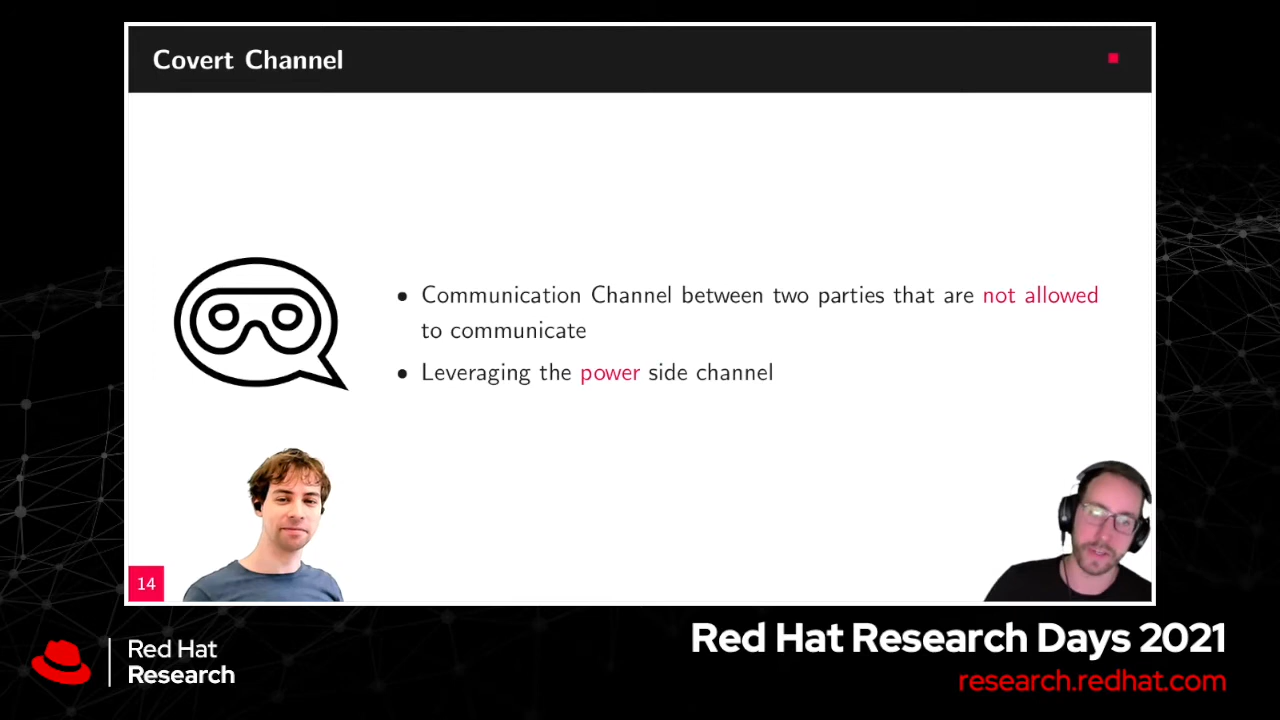 Covert Channel
• Communication Channel between two parties that are not allowed
to communicate
• Leveraging the power side channel
14
Red Hat
Research
Red Hat Research Days 2021
research.redhat.com